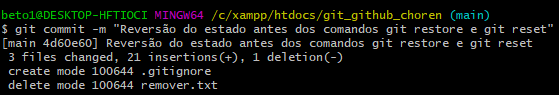 beto1@DESKTOP-HFTIOCI MINGW64 /c/xampp/htdocs/git_github_choren (main)
$ git commit -m "Reversão do estado antes dos comandos git restore e git reset"
[main 4d60e60] Reversão do estado antes dos comandos git restore e git reset
 3 files changed, 21 insertions(+), 1 deletion(-)
 create mode 100644 .gitignore
 delete mode 100644 remover.txt